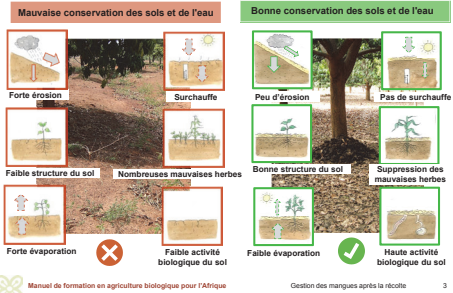 Mauvaise conservation des sols et de l'eau
Forte érosion
Surchauffe
Faible structure du sol
Nombreuses mauvaises herbes
Forte évaporation
Faible activité
biologique du sol
Bonne conservation des sols et de l'eau
Peu d'érosion
Pas de surchauffe
Bonne structure du sol
Suppression des
mauvaises herbes
Faible évaporation
Haute activité
biologique du sol
Manuel de formation en agriculture biologique pour l'Afrique
Gestion des mangues après la récolte
3